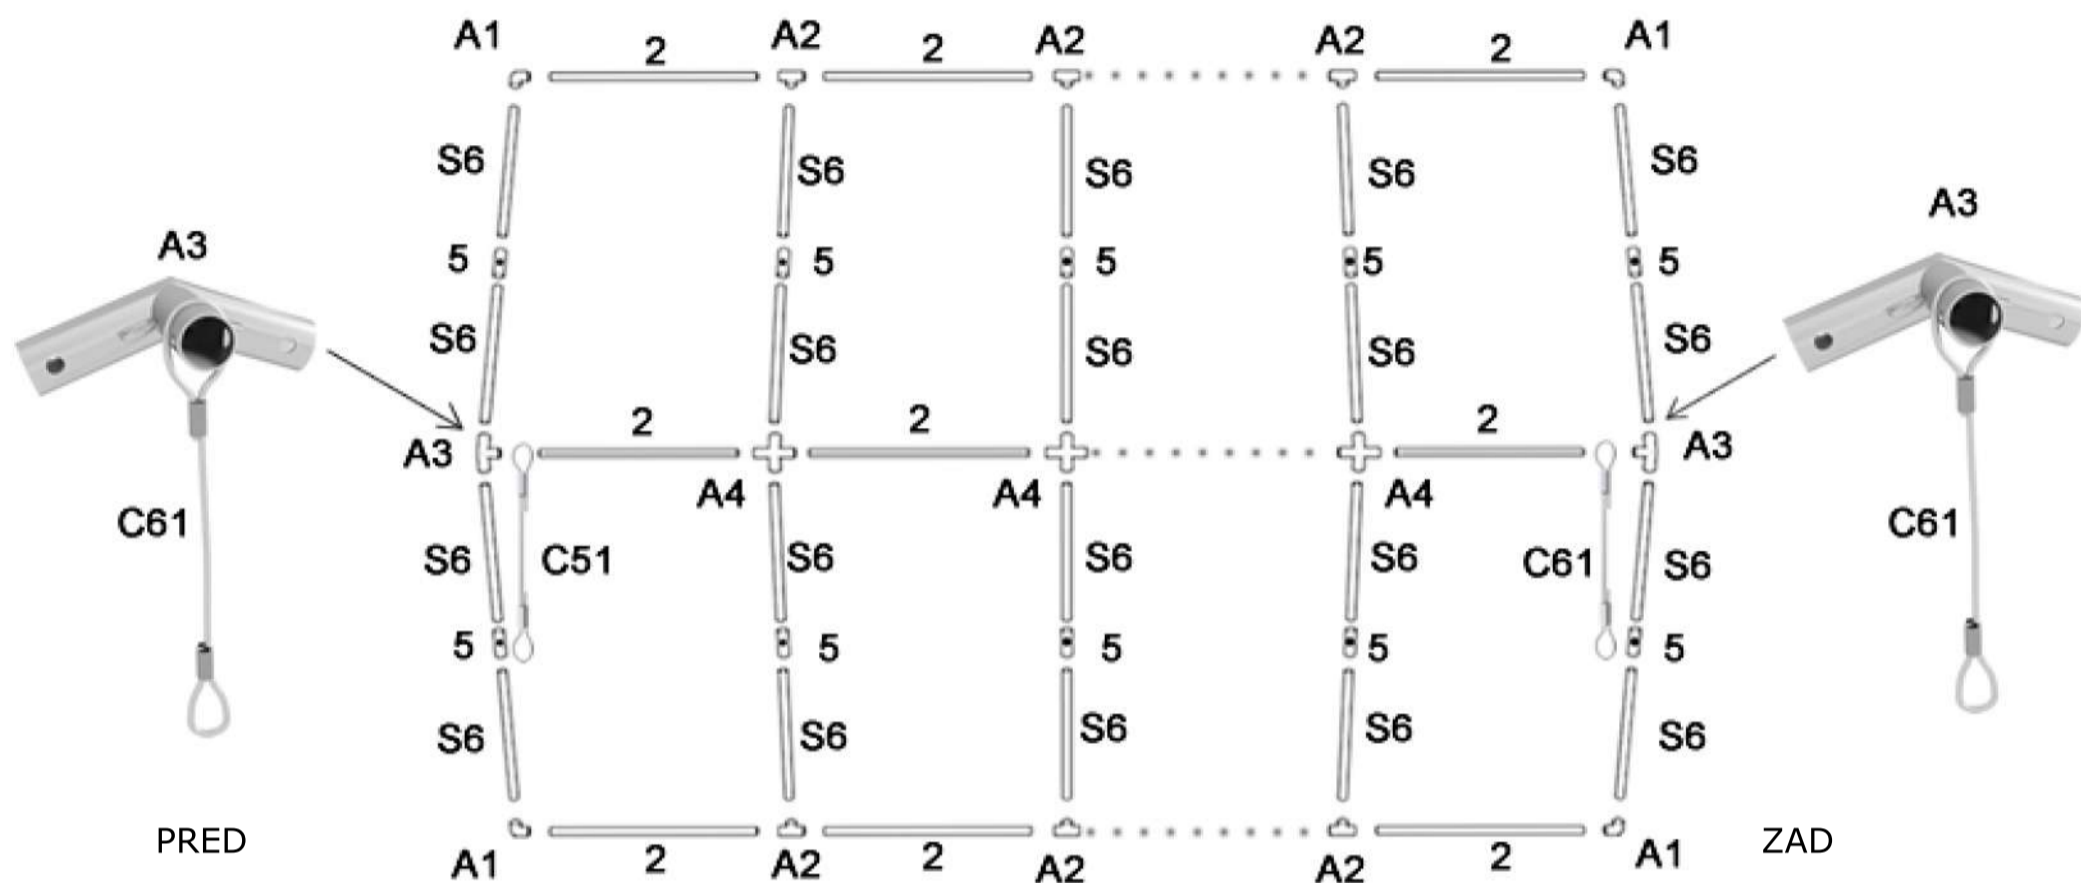 A1 2 A2 2 A2 A2 2 A1
S6 S6 S6 S6 S6
A3 A3
5 5 5 5 5
S6 S6 S6 S6 S6
2 2 2
A3 A3
A4 A4 A4
C61 C61
S6 C51 S6 S6 S6 C61 S6
5 5 5 5 5
S6 S6 S6 S6 S6
PRED ZAD
A1 2 A2 2 A2 A2 2 A1